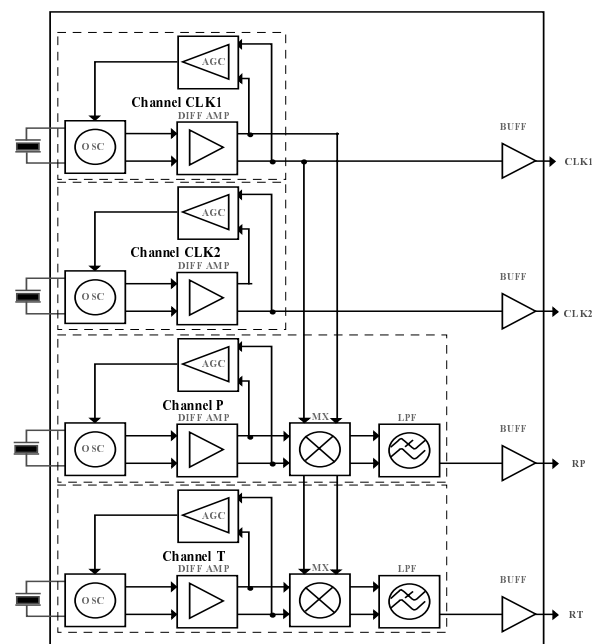 AGC
Channel CLK1
DIFF AMP
BUFF
OSC
CLK1
AGC
Channel CLK2
DIFF AMP
BUFF
OSC
CLK2
AGC
Channel P
DIFF AMP
MX
LPF
BUFF
OSC
RP
AGC
Channel T
DIFF AMP
MX
LPF
BUFF
OSC
RT